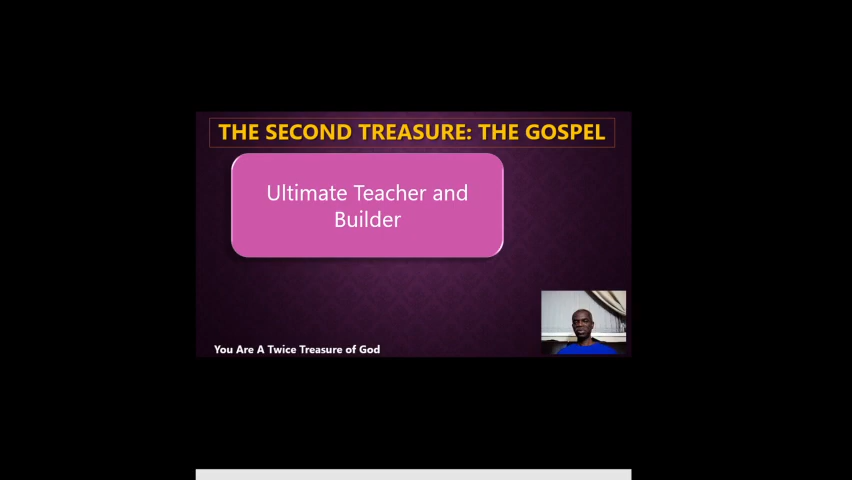 THE SECOND TREASURE: THE GOSPEL
Ultimate Teacher and
Builder
You Are A Twice Treasure of God